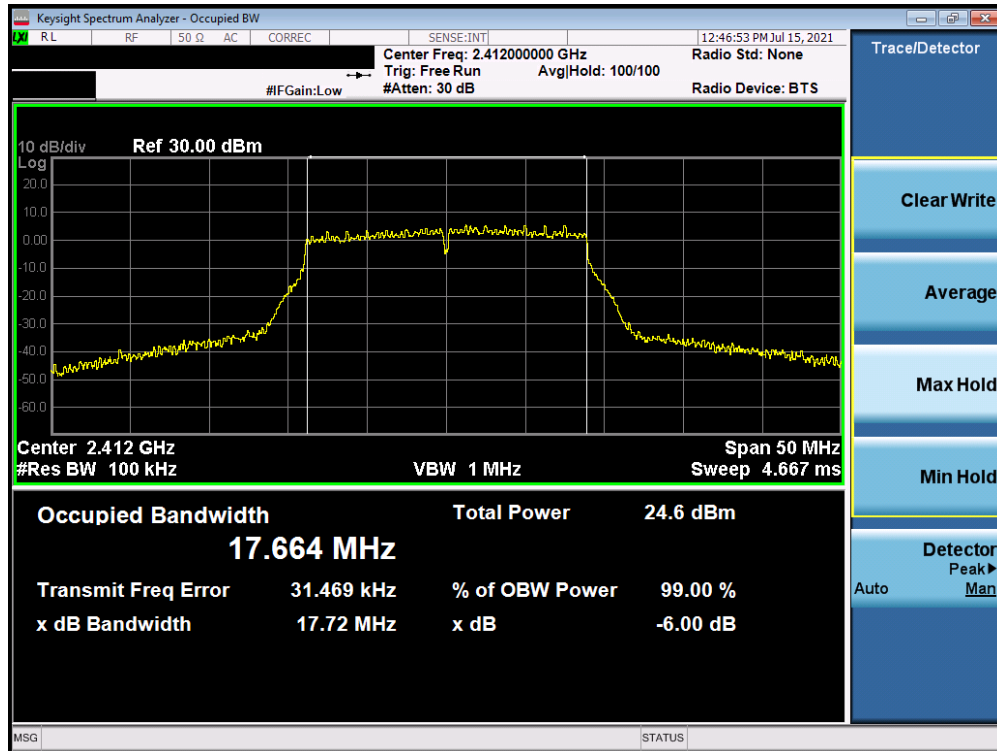 Keysight Spectrum Analyzer - Occupied BW
LXI RL RF 50 Ω AC CORREC SENSE:INT 12:46:53 PM Jul 15, 2021
Center Freq: 2.412000000 GHz Radio Std: None
Trig: Free Run Avg|Hold: 100/100
#IFGain:Low #Atten: 30 dB Radio Device: BTS
10 dB/div Ref 30.00 dBm
Log
20.0
10.0
0.00
-10.0
-20.0
-30.0
-40.0
-50.0
-60.0
Center 2.412 GHz Span 50 MHz
#Res BW 100 kHz VBW 1 MHz Sweep 4.667 ms
Occupied Bandwidth Total Power 24.6 dBm
17.664 MHz
Transmit Freq Error 31.469 kHz % of OBW Power 99.00 %
x dB Bandwidth 17.72 MHz x dB -6.00 dB
MSG STATUS
Trace/Detector
Clear Write
Average
Max Hold
Min Hold
Detector
Peak▶
Auto Man